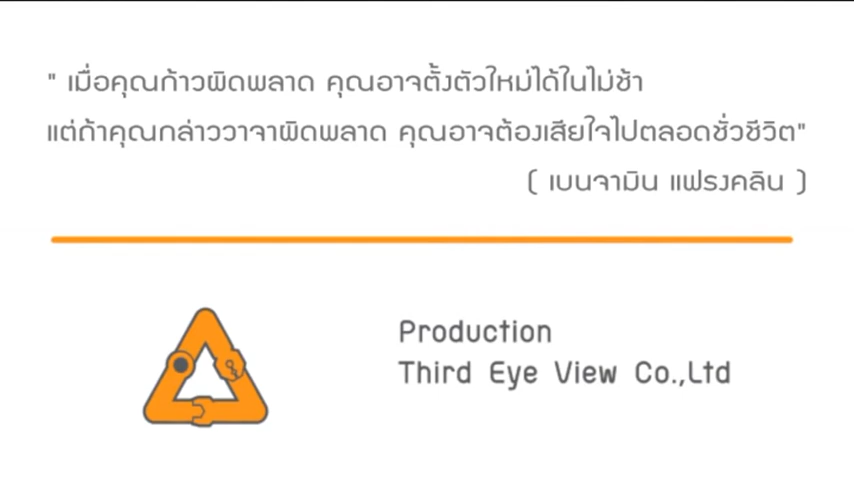 " เมื่อคุณก้าวผิดพลาด คุณอาจตั้งตัวใหม่ได้ในไม่ช้า
แต่ถ้าคุณกล่าววาจาผิดพลาด คุณอาจต้องเสียใจไปตลอดชั่วชีวิต"
( เบนจามิน แฟรงคลิน )
Production
Third Eye View Co.,Ltd